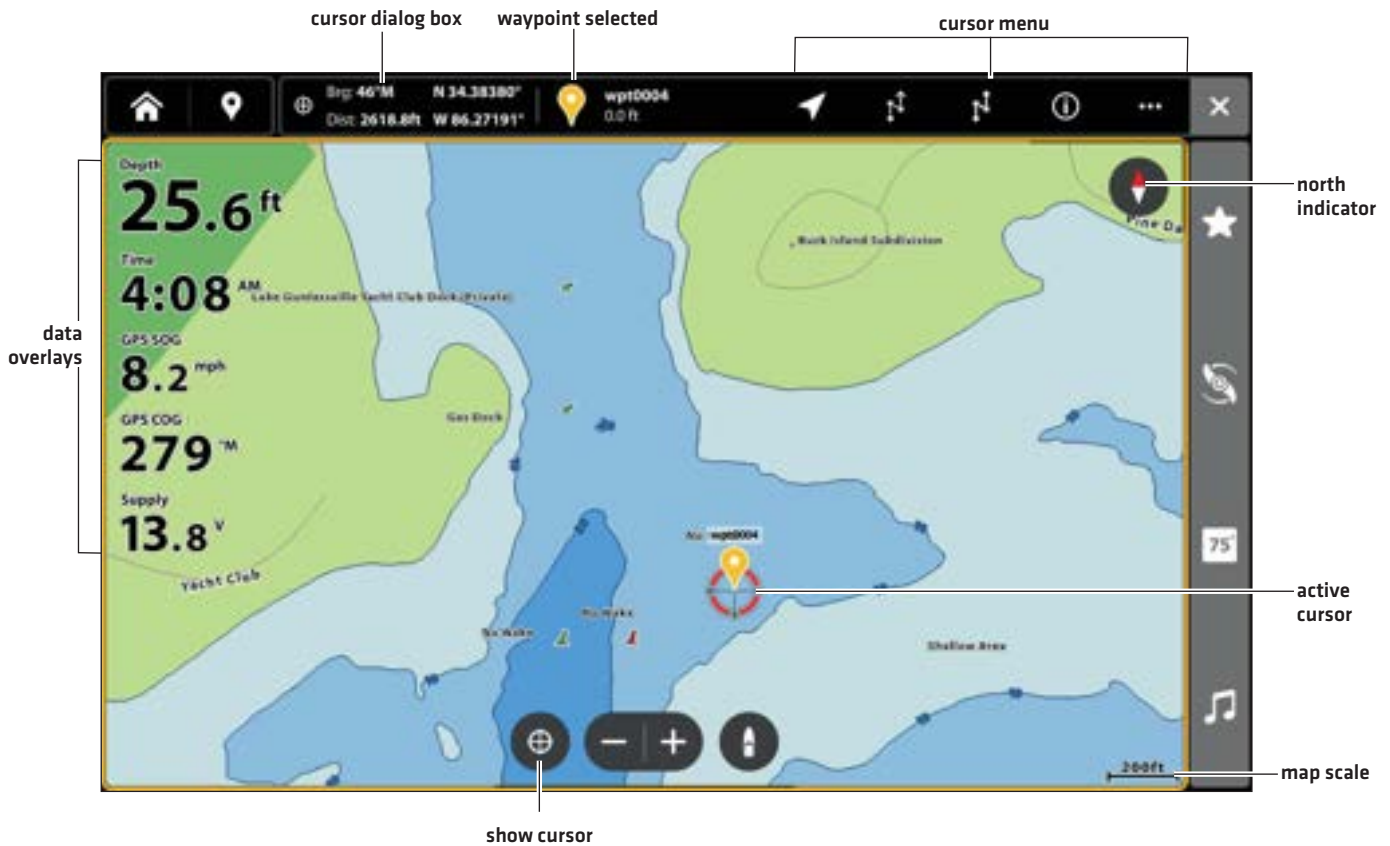 cursor dialog box
waypoint selected
cursor menu
Brg: 46°M N 34.38380°
Dist: 2618.8ft W 86.27191°
wpt0004
0.0 ft
north
indicator
data
overlays
Depth
25.6 ft
Time
4:08 AM
GPS SOG
8.2 mph
GPS COG
279 °M
Supply
13.8 V
Buck Island Subdivision
Pine Da
Lake Guntersville Yacht Club Dock (Private)
Gas Dock
Yacht Club
wpt0004
No Wake
No Wake
Shallow Area
75°
active
cursor
200ft
map scale
show cursor